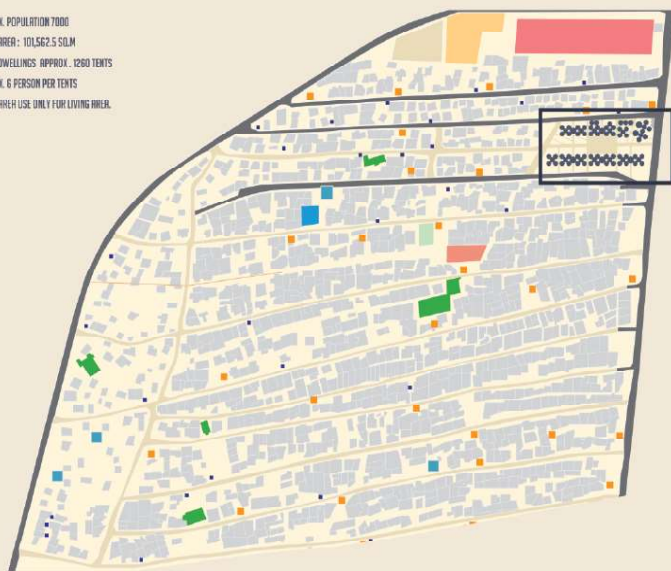 POPULATION 7000
AREA : 101,562.5 SQ.M
DWELLINGS APPROX. 1260 TENTS
6 PERSON PER TENTS
AREA USE ONLY FOR LIVING AREA.